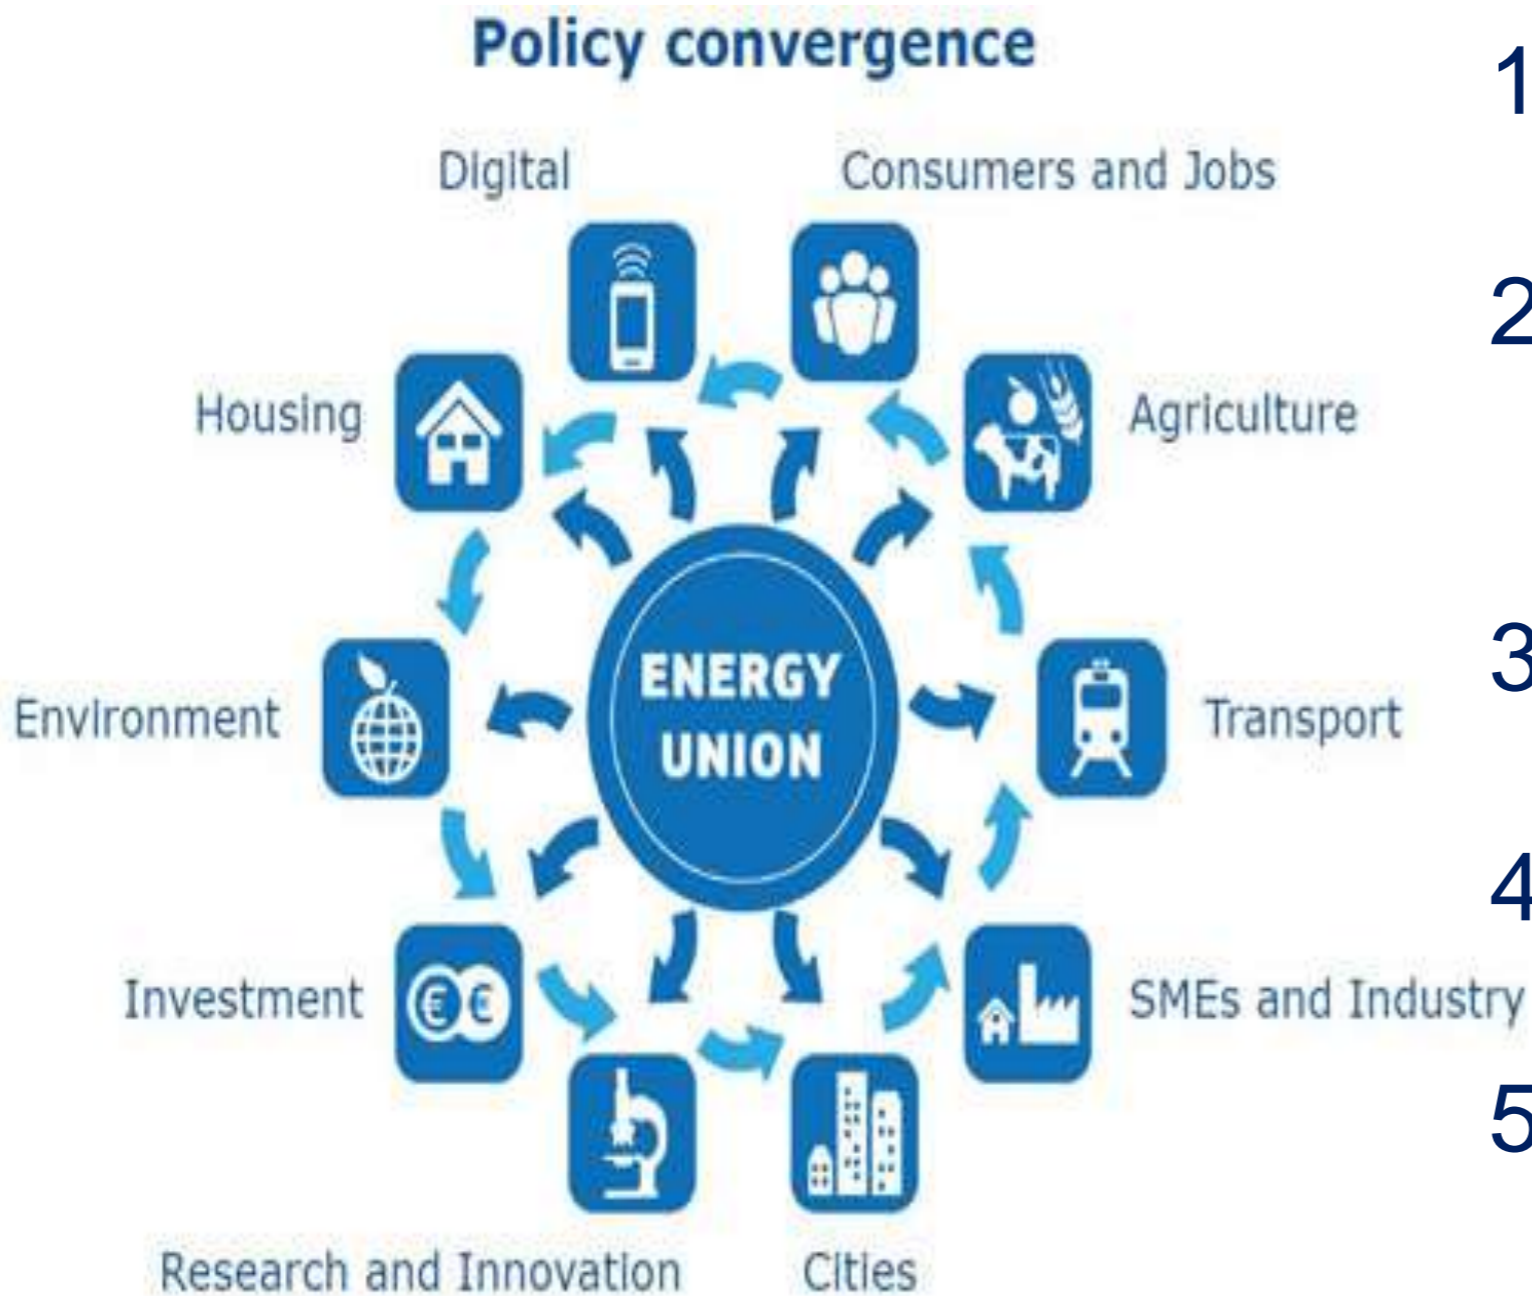 Policy convergence
Digital
Consumers and Jobs
Housing
Agriculture
ENERGY
UNION
Environment
Transport
Investment
€ €
SMEs and Industry
Research and Innovation
Cities
1
2
3
4
5